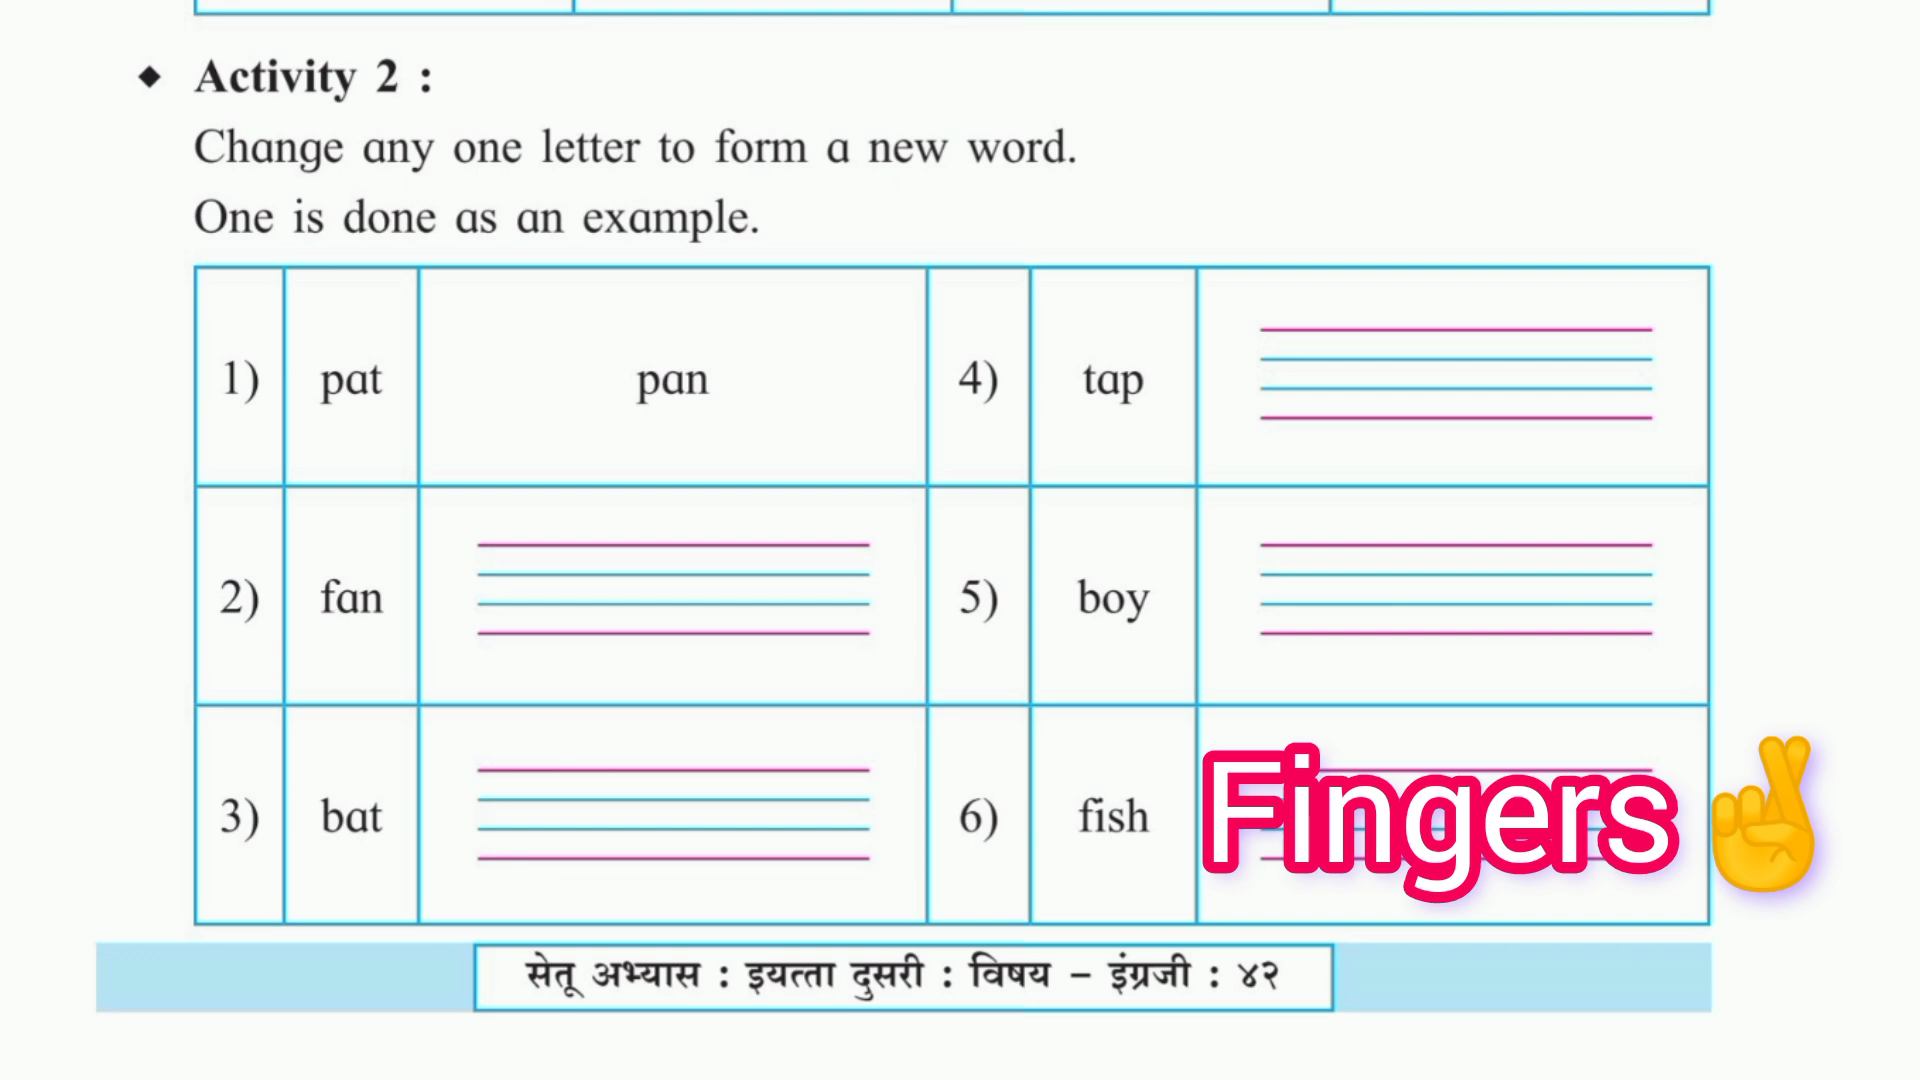 ◆ Activity 2 :
Change any one letter to form a new word.
One is done as an example.
1) pat pan 4) tap
2) fan 5) boy
3) bat 6) fish Fingers
सेतू अभ्यास : इयत्ता दुसरी : विषय – इंग्रजी : ४२